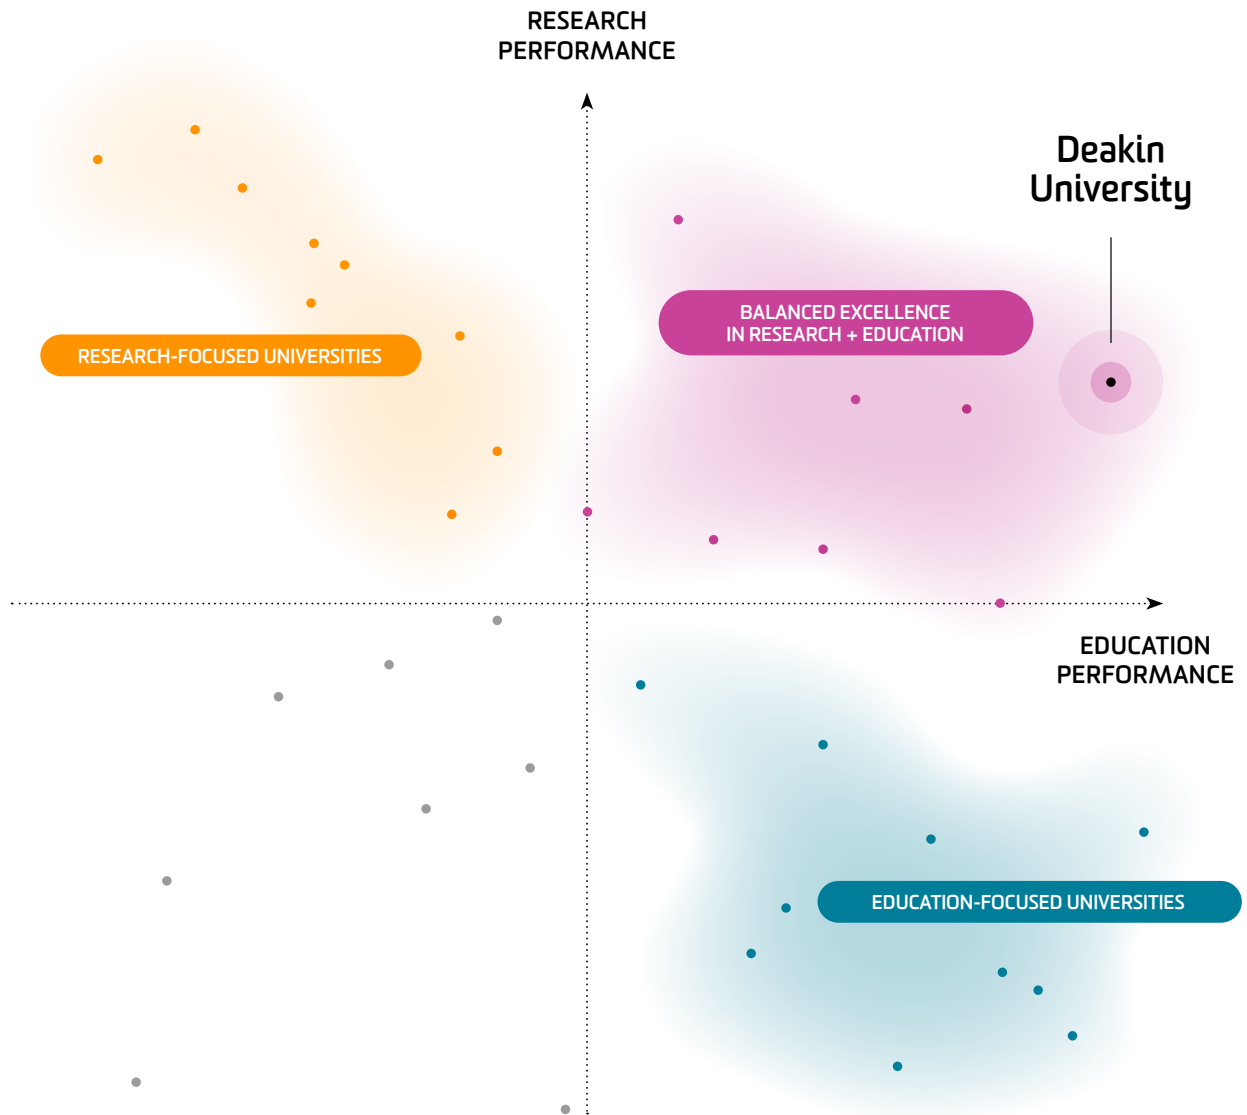 RESEARCH
PERFORMANCE
Deakin
University
BALANCED EXCELLENCE
IN RESEARCH + EDUCATION
RESEARCH-FOCUSED UNIVERSITIES
EDUCATION
PERFORMANCE
EDUCATION-FOCUSED UNIVERSITIES